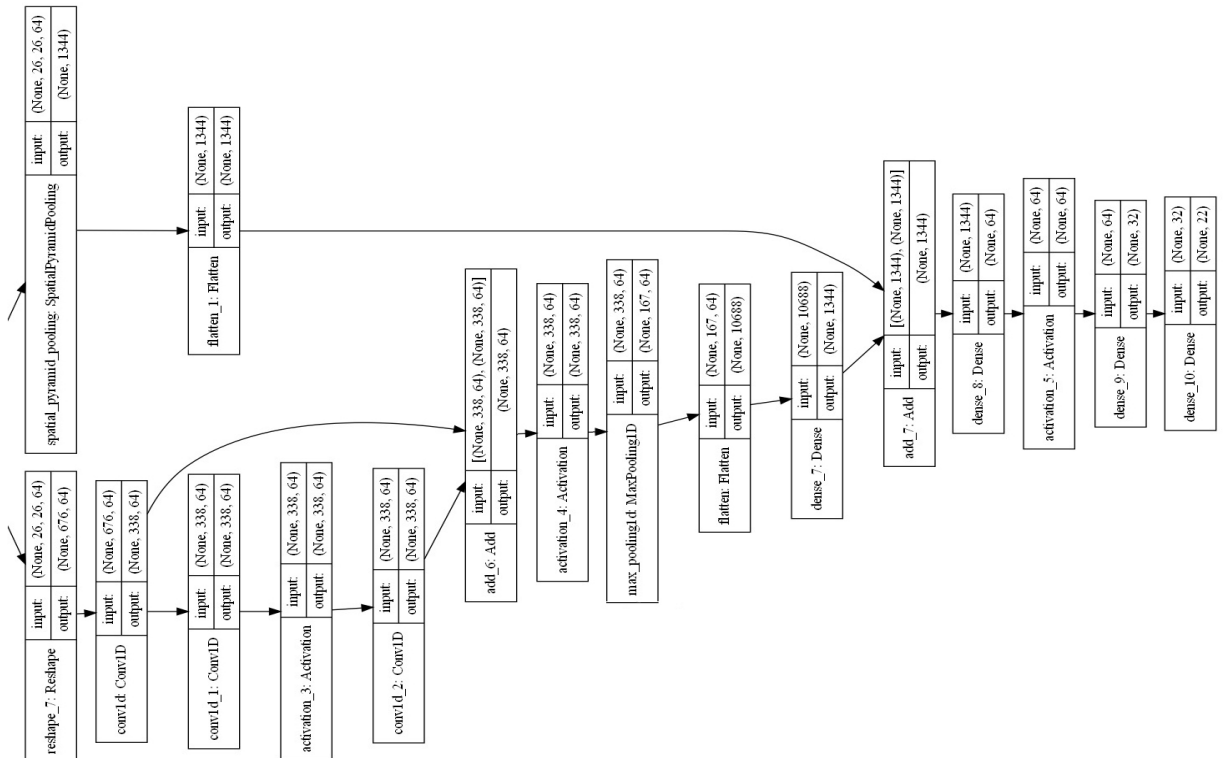 spatial_pyramid_pooling: SpatialPyramidPooling
input: (None, 26, 26, 64)
output: (None, 1344)
flatten_1: Flatten
input: (None, 1344)
output: (None, 1344)
reshape_7: Reshape
input: (None, 26, 26, 64)
output: (None, 676, 64)
conv1d: Conv1D
input: (None, 676, 64)
output: (None, 338, 64)
conv1d_1: Conv1D
input: (None, 338, 64)
output: (None, 338, 64)
activation_3: Activation
input: (None, 338, 64)
output: (None, 338, 64)
conv1d_2: Conv1D
input: (None, 338, 64)
output: (None, 338, 64)
add_6: Add
input: [(None, 338, 64), (None, 338, 64)]
output: (None, 338, 64)
activation_4: Activation
input: (None, 338, 64)
output: (None, 338, 64)
max_pooling1d: MaxPooling1D
input: (None, 338, 64)
output: (None, 167, 64)
flatten: Flatten
input: (None, 167, 64)
output: (None, 10688)
dense_7: Dense
input: (None, 10688)
output: (None, 1344)
add_7: Add
input: [(None, 1344), (None, 1344)]
output: (None, 1344)
dense_8: Dense
input: (None, 1344)
output: (None, 64)
activation_5: Activation
input: (None, 64)
output: (None, 64)
dense_9: Dense
input: (None, 64)
output: (None, 32)
dense_10: Dense
input: (None, 32)
output: (None, 22)